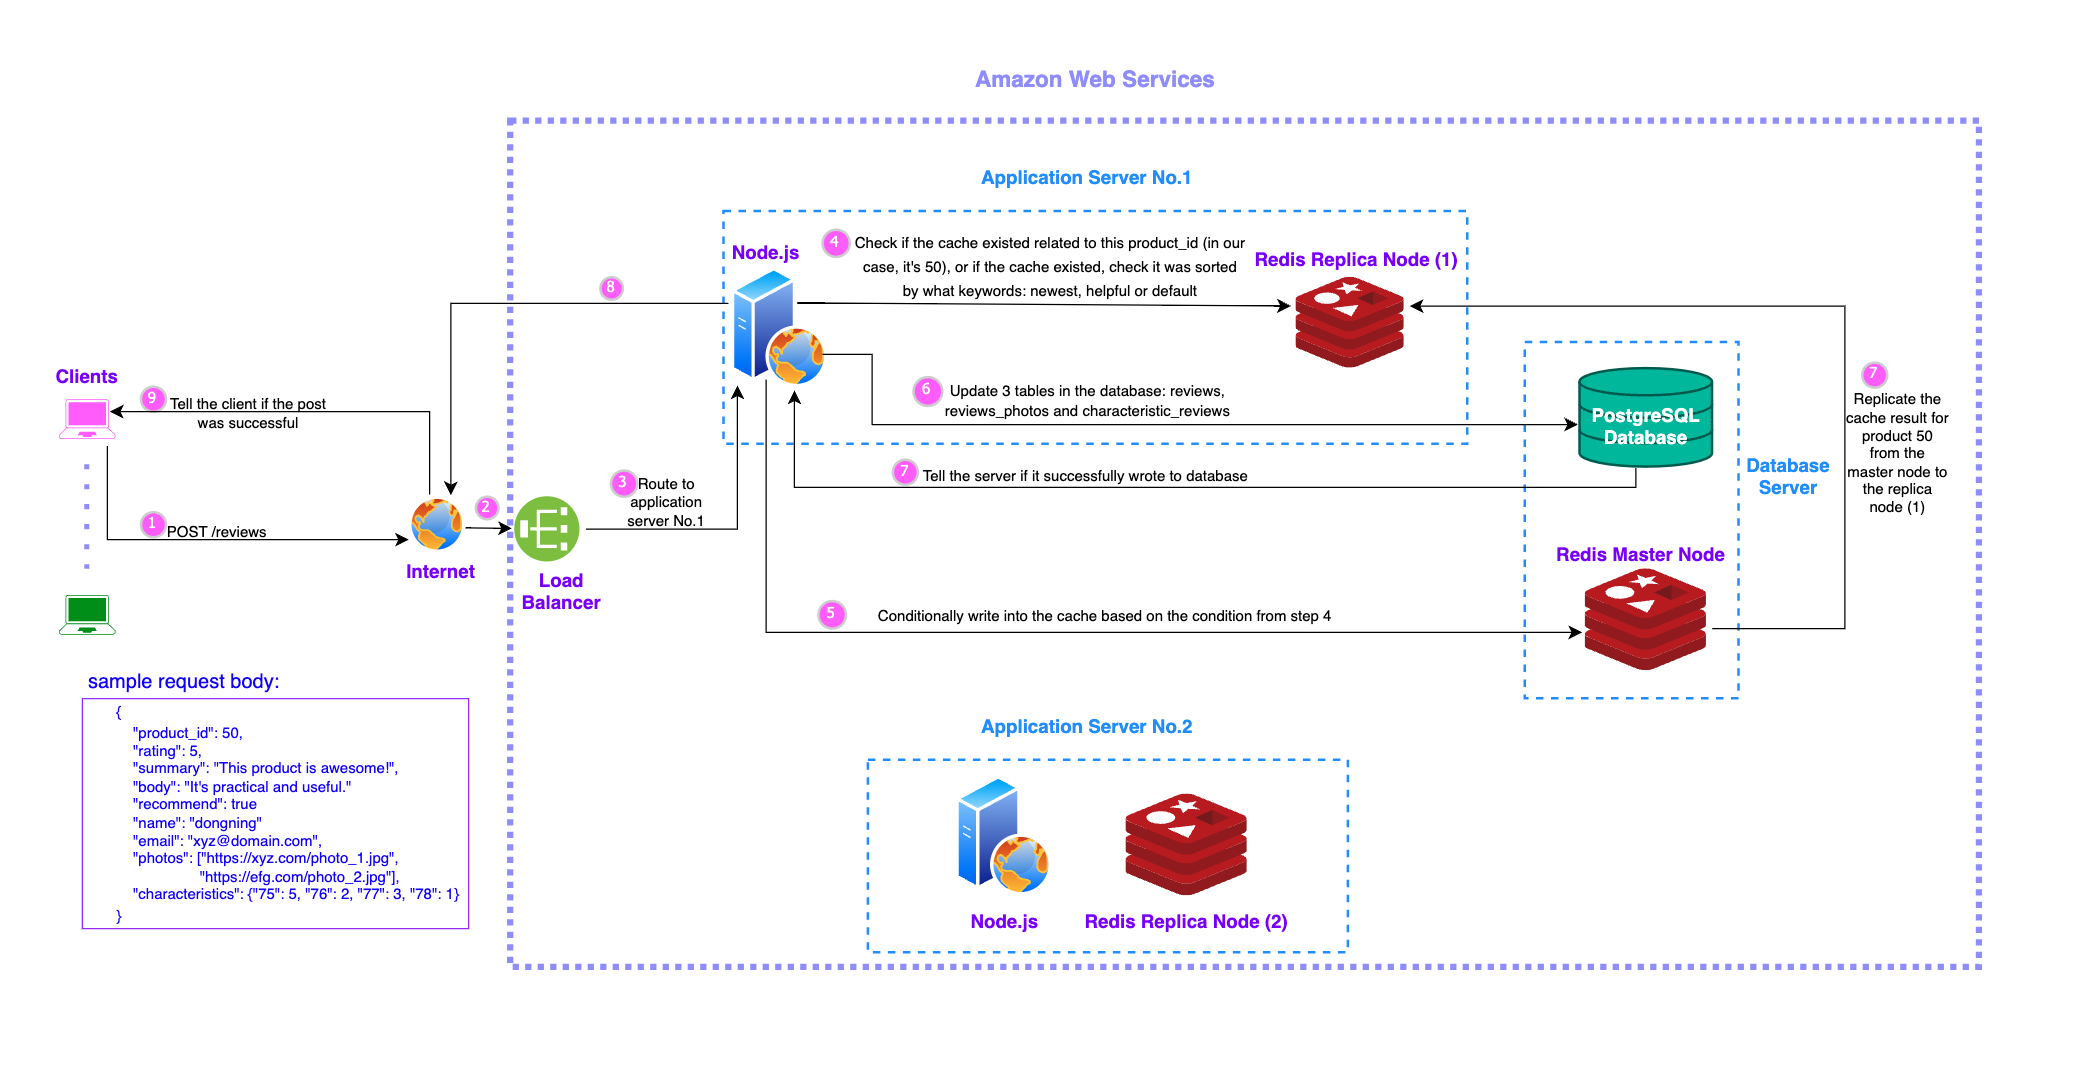 Amazon Web Services
Application Server No.1
Node.js
4
Check if the cache existed related to this product_id (in our
case, it's 50), or if the cache existed, check it was sorted
by what keywords: newest, helpful or default
Redis Replica Node (1)
8
7
Replicate the
cache result for
product 50
from the
master node to
the replica
node (1)
6
Update 3 tables in the database: reviews,
reviews_photos and characteristic_reviews
PostgreSQL
Database
Database
Server
Clients
9
Tell the client if the post
was successful
7
Tell the server if it successfully wrote to database
3
Route to
application
server No.1
2
1
POST /reviews
Internet
Load
Balancer
Redis Master Node
5
Conditionally write into the cache based on the condition from step 4
sample request body:
{
"product_id": 50,
"rating": 5,
"summary": "This product is awesome!",
"body": "It's practical and useful."
"recommend": true
"name": "dongning"
"email": "xyz@domain.com",
"photos": ["https://xyz.com/photo_1.jpg",
"https://efg.com/photo_2.jpg"],
"characteristics": {"75": 5, "76": 2, "77": 3, "78": 1}
}
Application Server No.2
Node.js
Redis Replica Node (2)